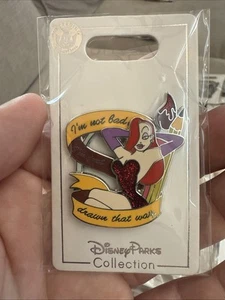 I'm not bad,
drawn that way.
Disney Parks
Collection